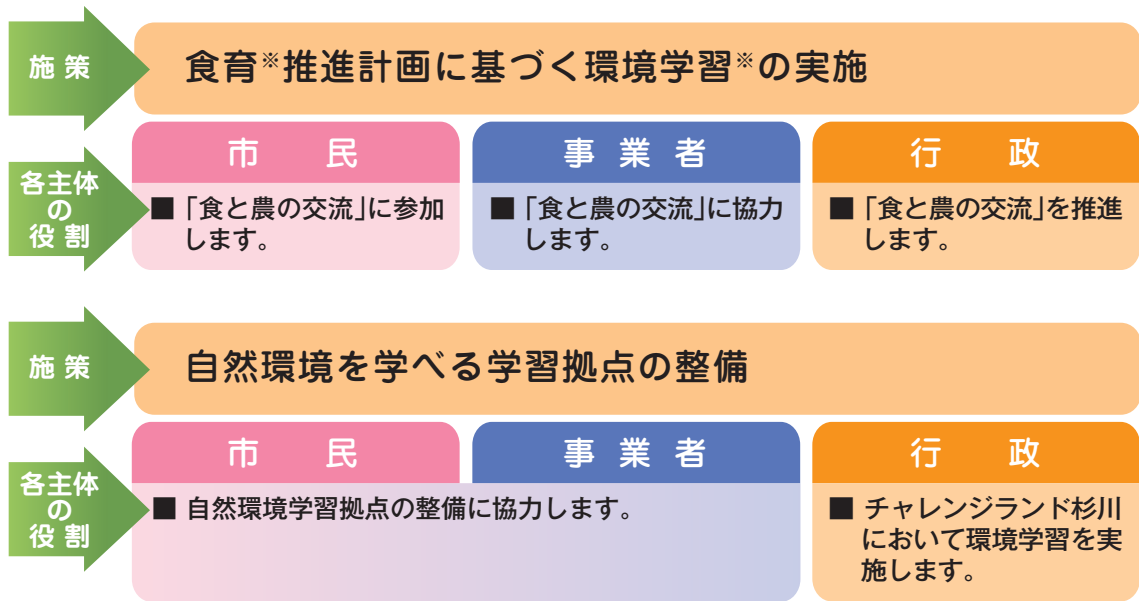 施 策
食育※推進計画に基づく環境学習※の実施
各主体
の
役 割
市 民
■「食と農の交流」に参加
します。
事 業 者
■「食と農の交流」に協力
します。
行 政
■「食と農の交流」を推進
します。
施 策
自然環境を学べる学習拠点の整備
各主体
の
役 割
市 民
事 業 者
■ 自然環境学習拠点の整備に協力します。
行 政
■ チャレンジランド杉川
において環境学習を実
施します。